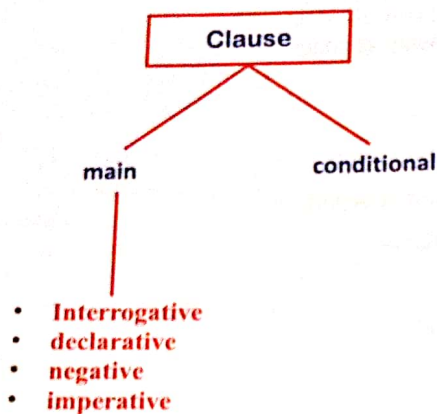 Clause
main conditional
• Interrogative
• declarative
• negative
• imperative